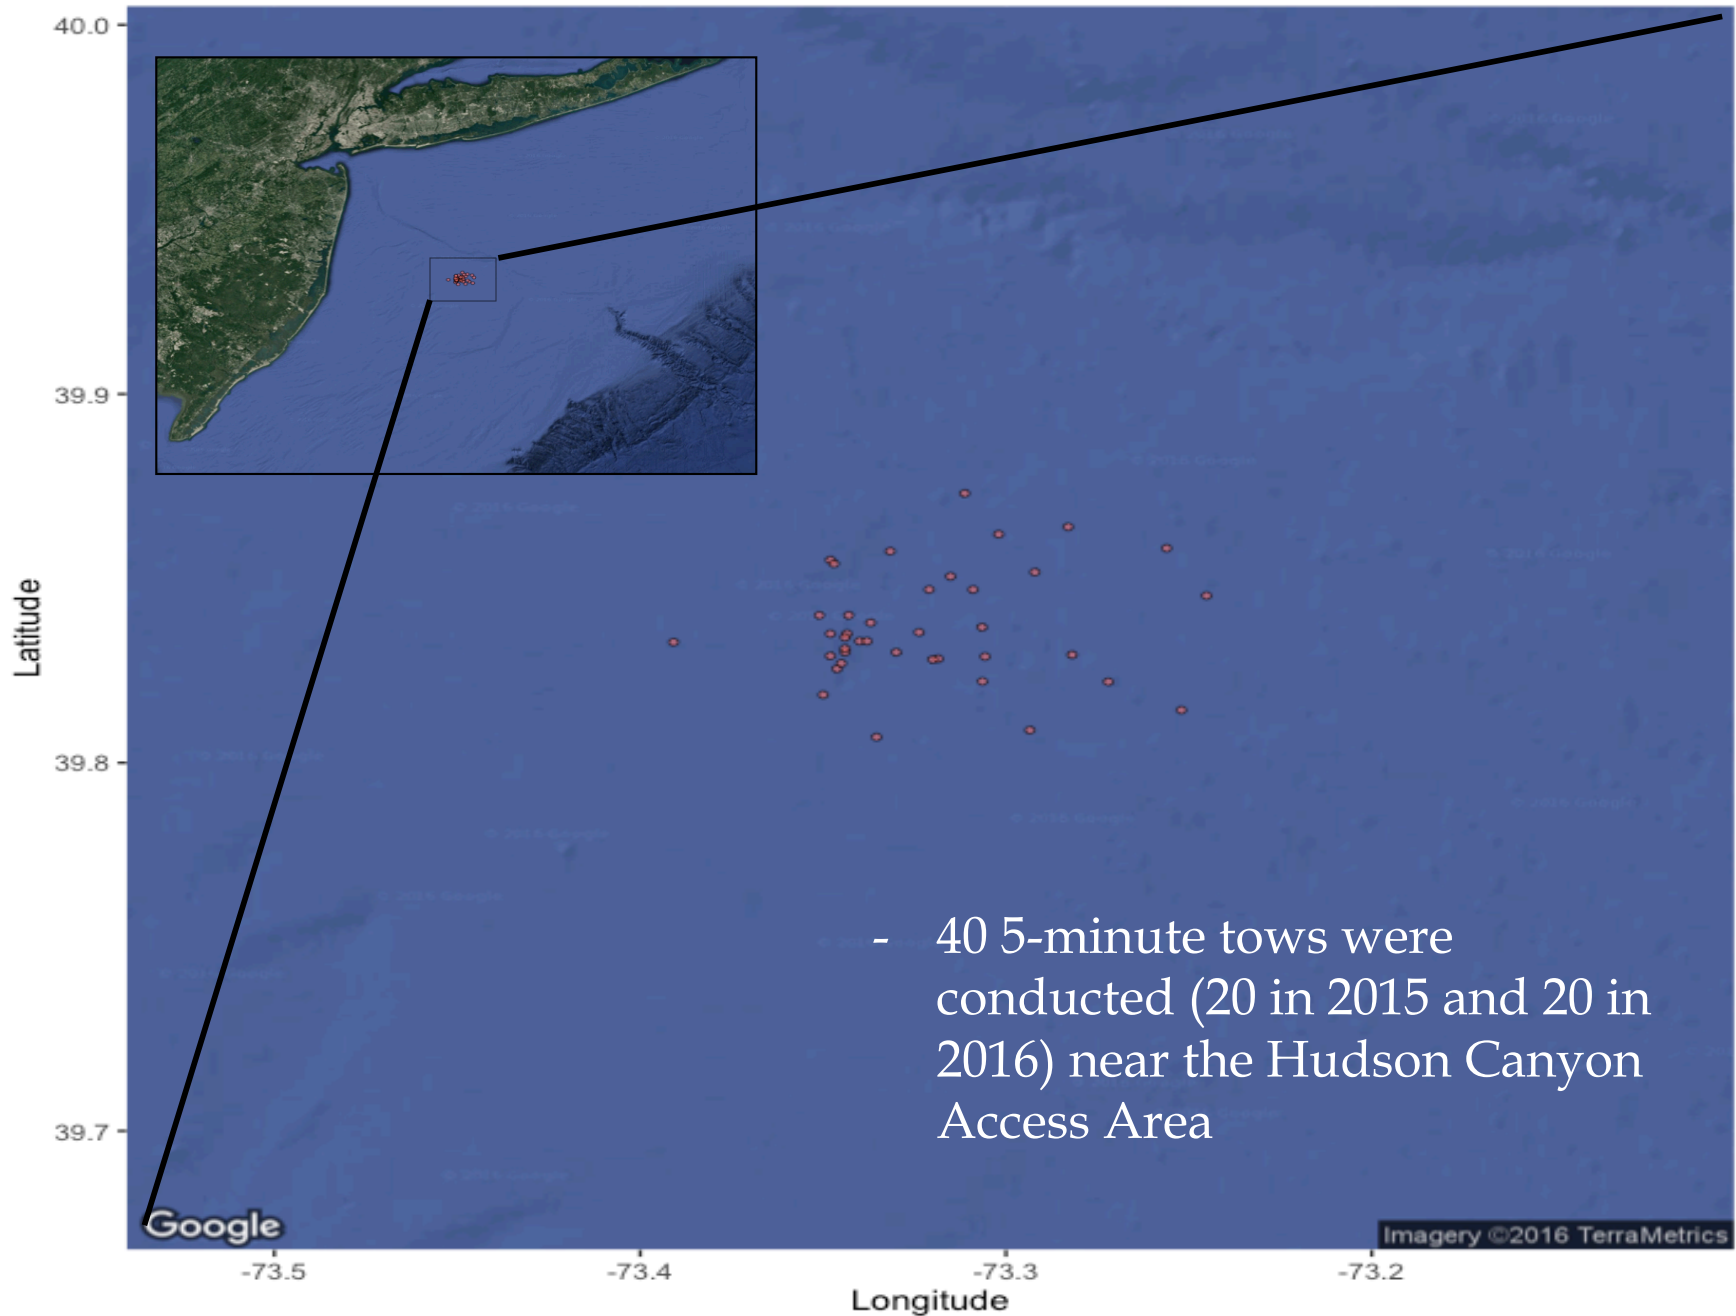 40.0
39.9
39.8
39.7
Latitude
- 40 5-minute tows were
conducted (20 in 2015 and 20 in
2016) near the Hudson Canyon
Access Area
Google
Imagery ©2016 TerraMetrics
-73.5
-73.4
-73.3
-73.2
Longitude